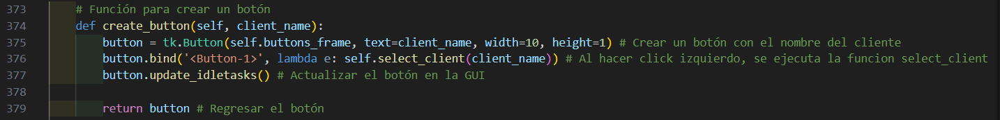 373 # Función para crear un botón
374 def create_button(self, client_name):
375 button = tk.Button(self.buttons_frame, text=client_name, width=10, height=1) # Crear un botón con el nombre del cliente
376 button.bind('<Button-1>', lambda e: self.select_client(client_name)) # Al hacer click izquierdo, se ejecuta la funcion select_client
377 button.update_idletasks() # Actualizar el botón en la GUI
378
379 return button # Regresar el botón